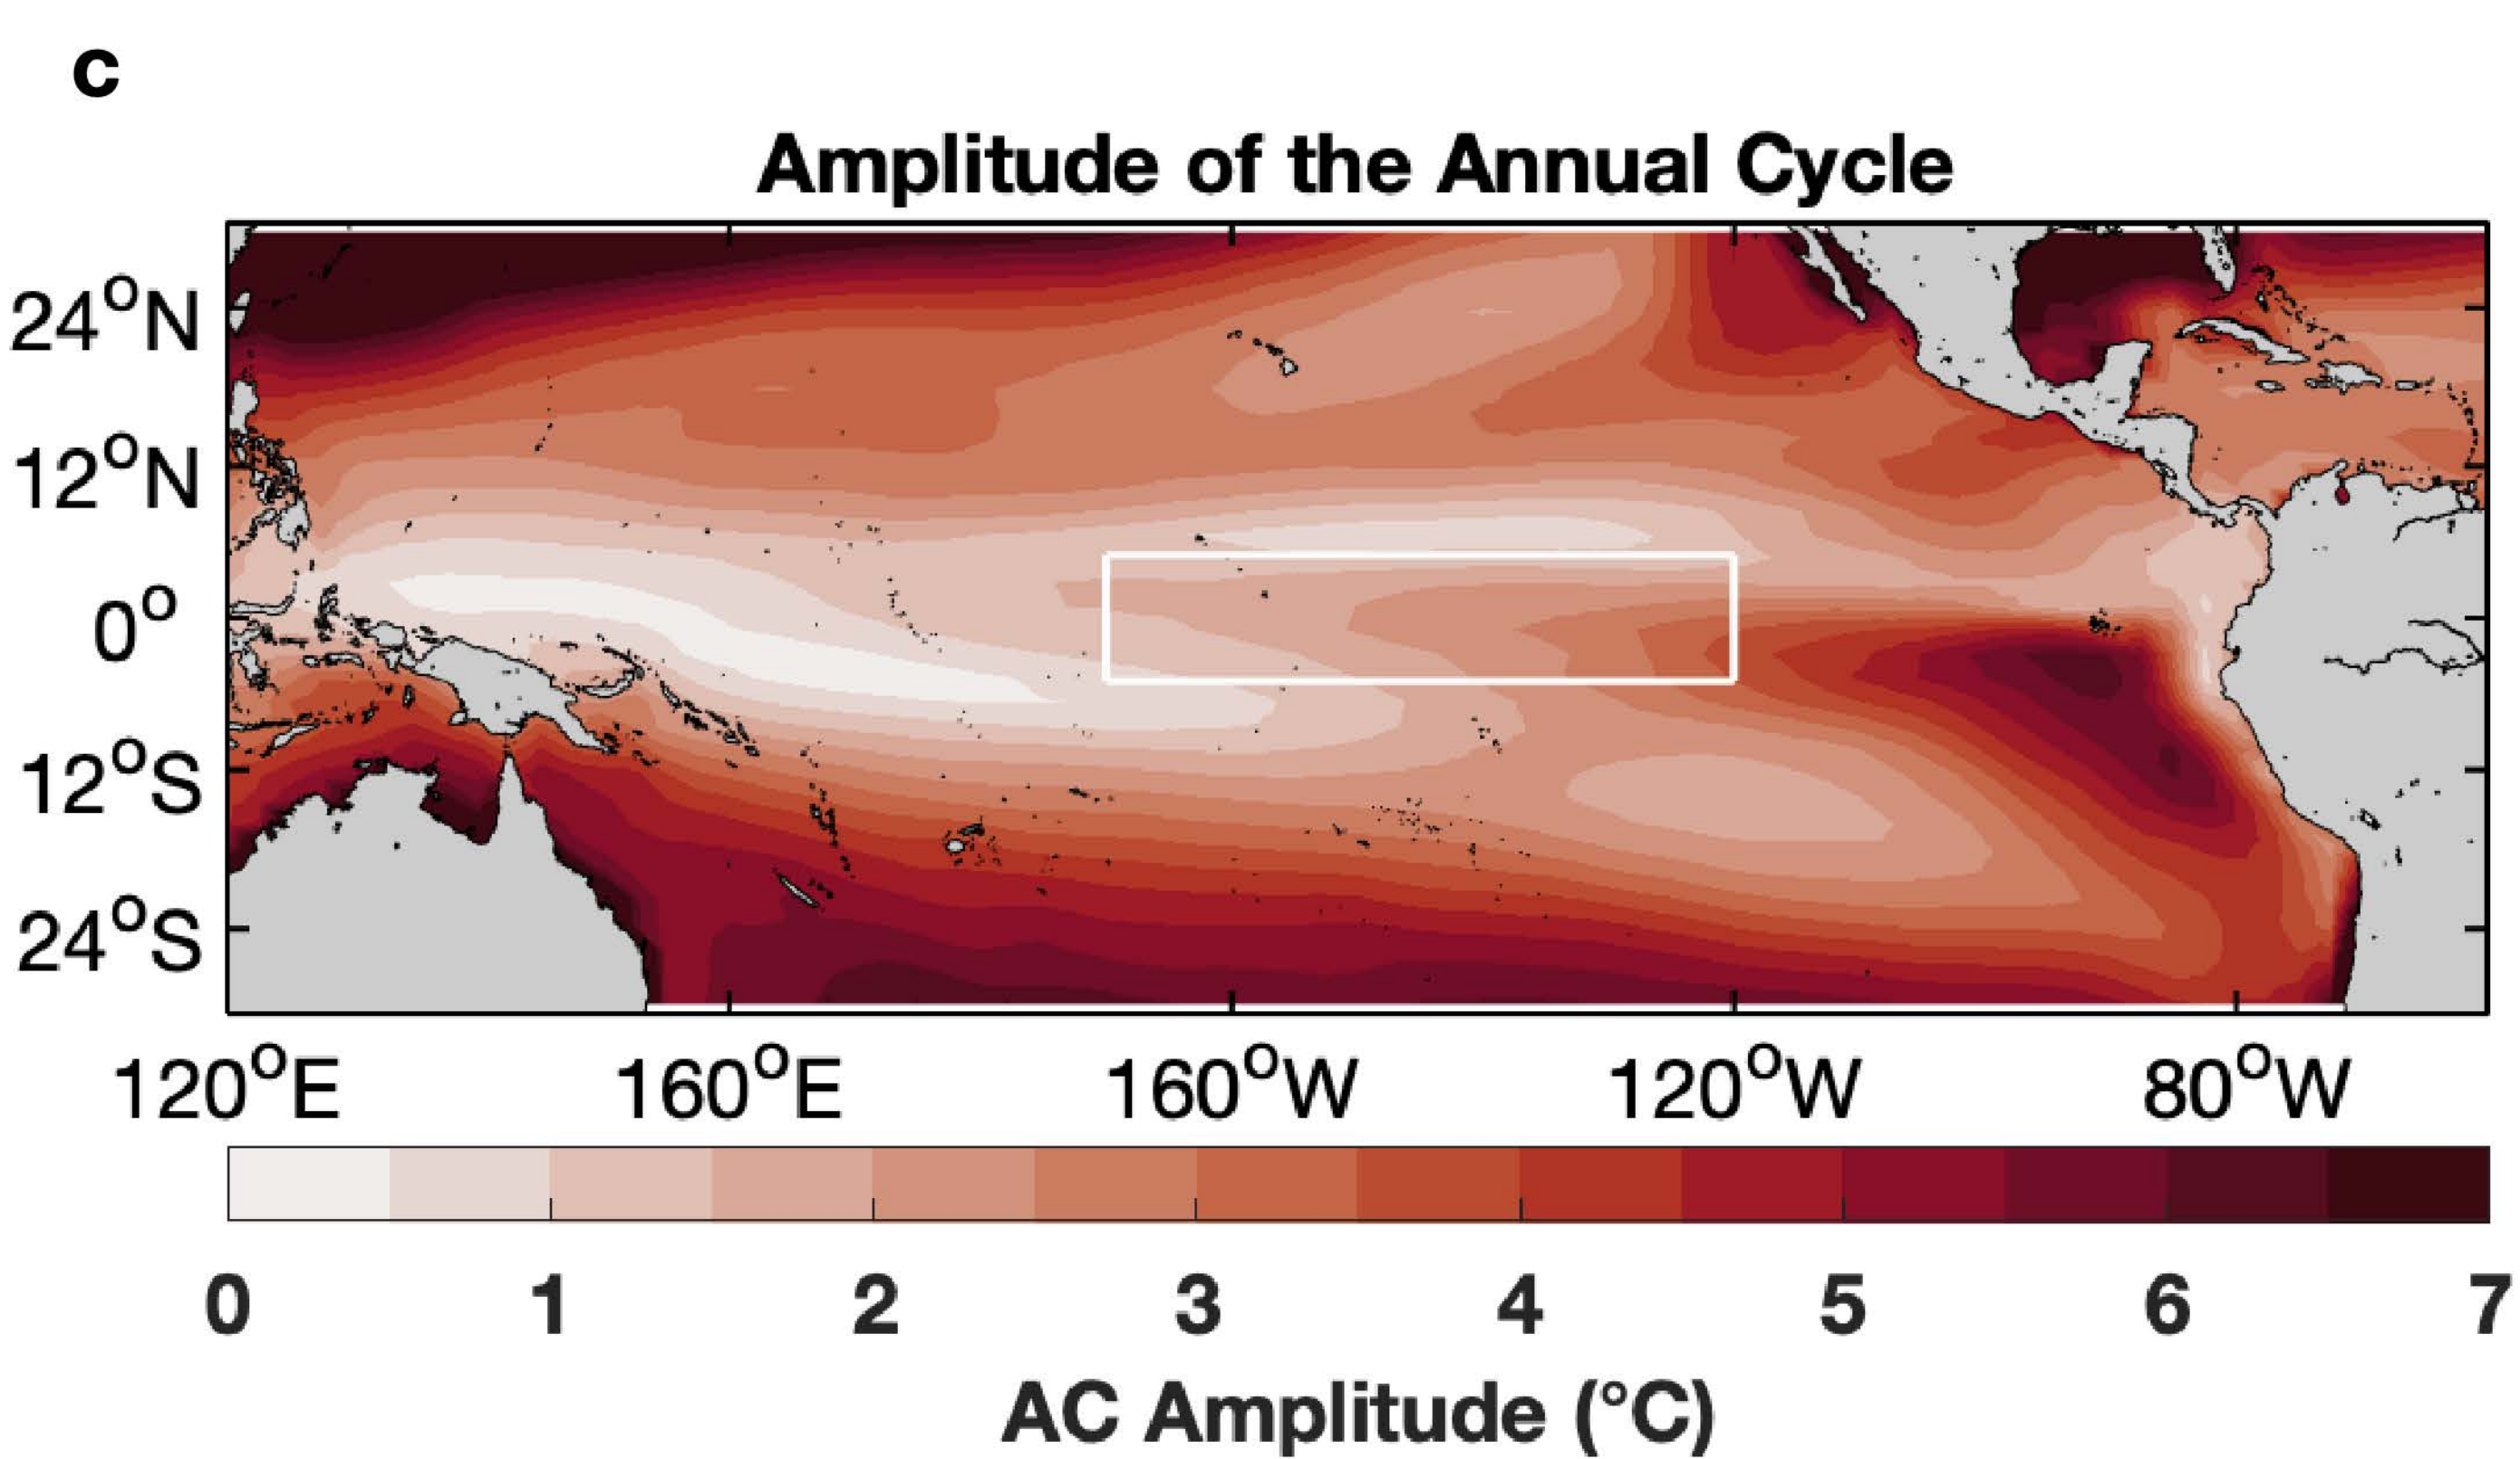 c
Amplitude of the Annual Cycle
24°N
12°N
0°
12°S
24°S
120°E 160°E 160°W 120°W 80°W
0 1 2 3 4 5 6 7
AC Amplitude (°C)